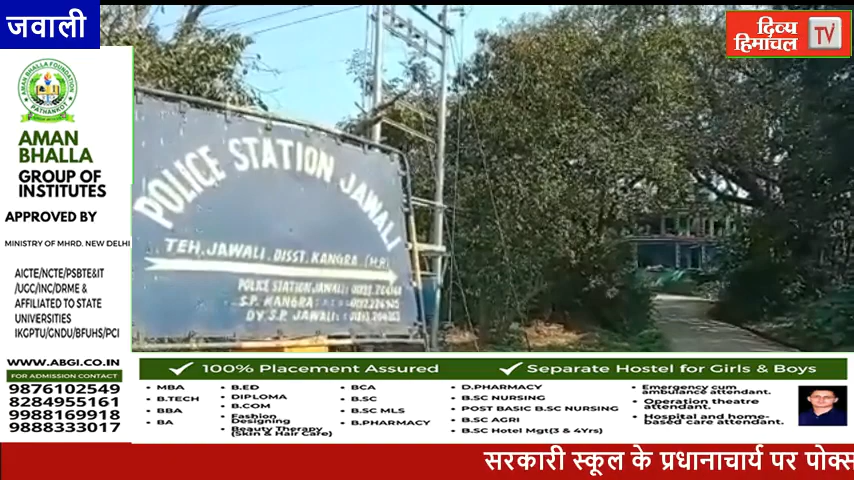 जवाली
दिव्य
हिमाचल TV
AMAN BHALLA FOUNDATION
PATHANKOT
AMAN
BHALLA
GROUP OF
INSTITUTES
APPROVED BY
MINISTRY OF MHRD, NEW DELHI
AICTE/NCTE/PSBTE&IT
/UCC/INC/DRME &
AFFILIATED TO STATE
UNIVERSITIES
IKGPTU/GNDU/BFUHS/PCI
WWW.ABGI.CO.IN
FOR ADMISSION CONTACT
9876102549
8284955161
9988169918
9888333017
POLICE STATION JAWALI
TEH. JAWALI. DISST. KANGRA (H.P.)
POLICE STATION JAWALI:
S.P. KANGRA:
DY S.P. JAWALI:
100% Placement Assured
Separate Hostel for Girls & Boys
• MBA
• B.TECH
• BBA
• BA
• B.ED
• DIPLOMA
• B.COM
• Fashion
Designing
• Beauty Therapy
(Skin & Hair Care)
• BCA
• B.SC
• B.SC MLS
• B.PHARMACY
• D.PHARMACY
• B.SC NURSING
• POST BASIC B.SC NURSING
• B.SC AGRI
• B.SC Hotel Mgt(3 & 4Yrs)
• Emergency cum
ambulance attendant.
• Operation theatre
attendant.
• Hospital and home-
based care attendant.
सरकारी स्कूल के प्रधानाचार्य पर पोक्स